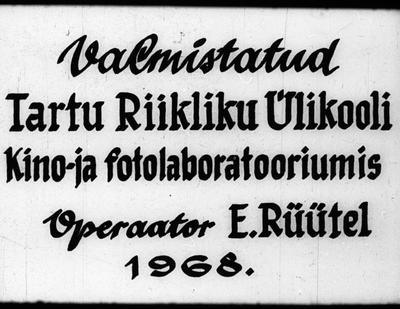 Valmistatud
Tartu Riikliku Ülikooli
Kino-ja fotolaboratooriumis
Operaator E.Rüütel
1968.